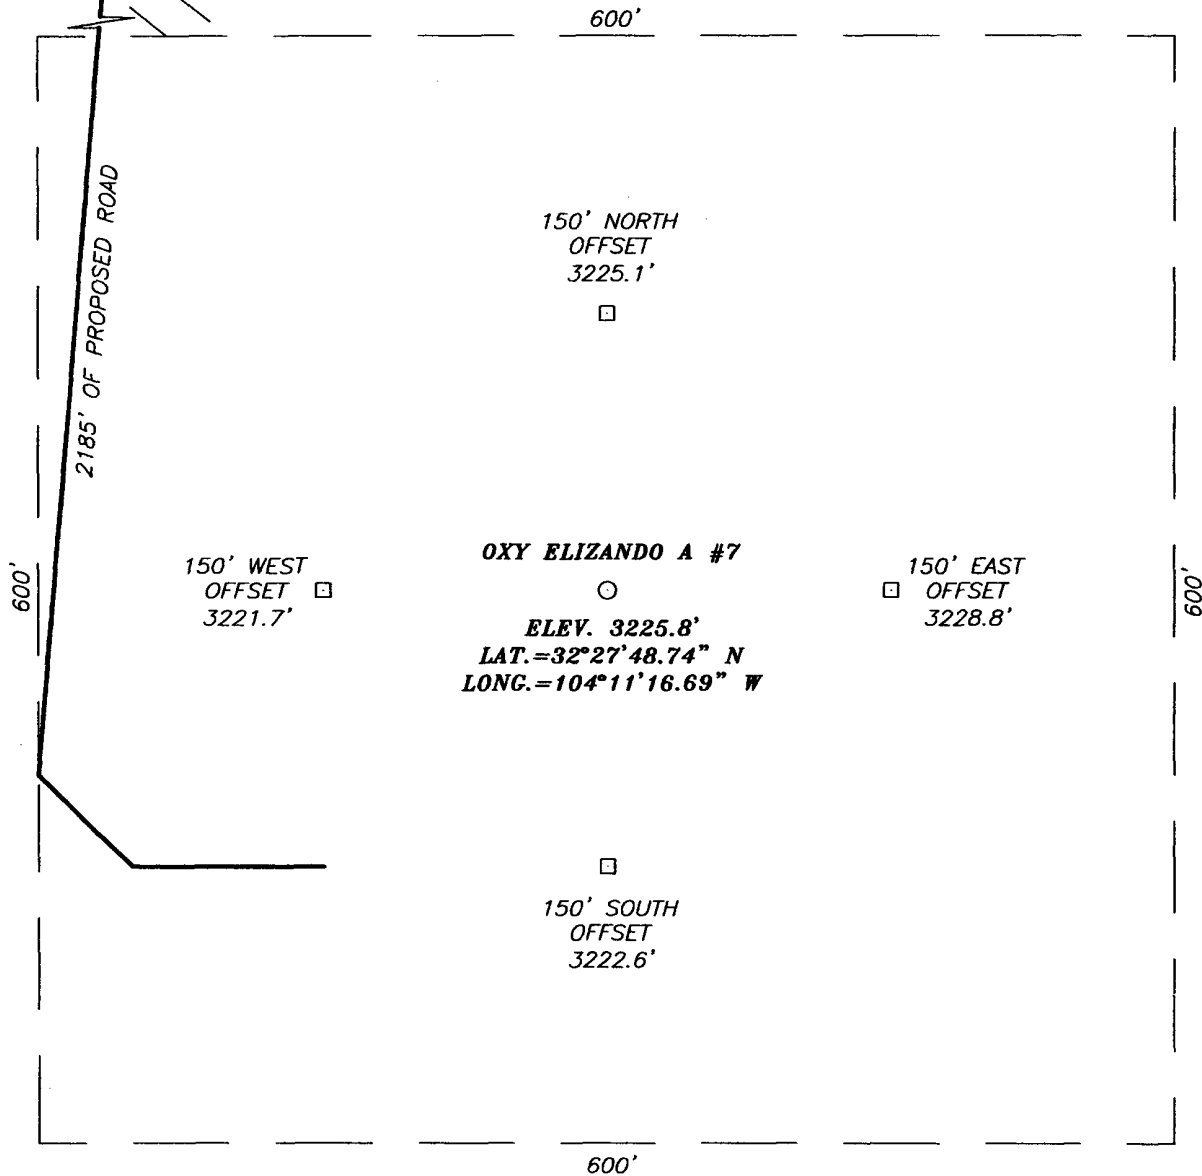 600'
2185' OF PROPOSED ROAD
150' NORTH
OFFSET
3225.1'
OXY ELIZANDO A #7
150' WEST
OFFSET
3221.7'
150' EAST
OFFSET
3228.8'
600'
600'
ELEV. 3225.8'
LAT.=32°27'48.74" N
LONG.=104°11'16.69" W
150' SOUTH
OFFSET
3222.6'
600'